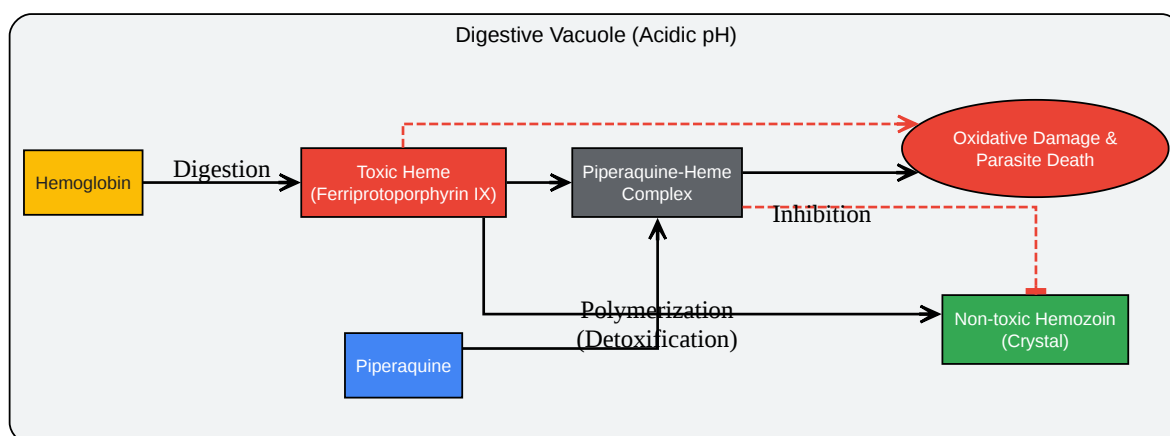 Digestive Vacuole (Acidic pH)
Hemoglobin
Digestion
Toxic Heme
(Ferriprotoporphyrin IX)
Piperaquine-Heme
Complex
Oxidative Damage &
Parasite Death
Inhibition
Polymerization
(Detoxification)
Non-toxic Hemozoin
(Crystal)
Piperaquine